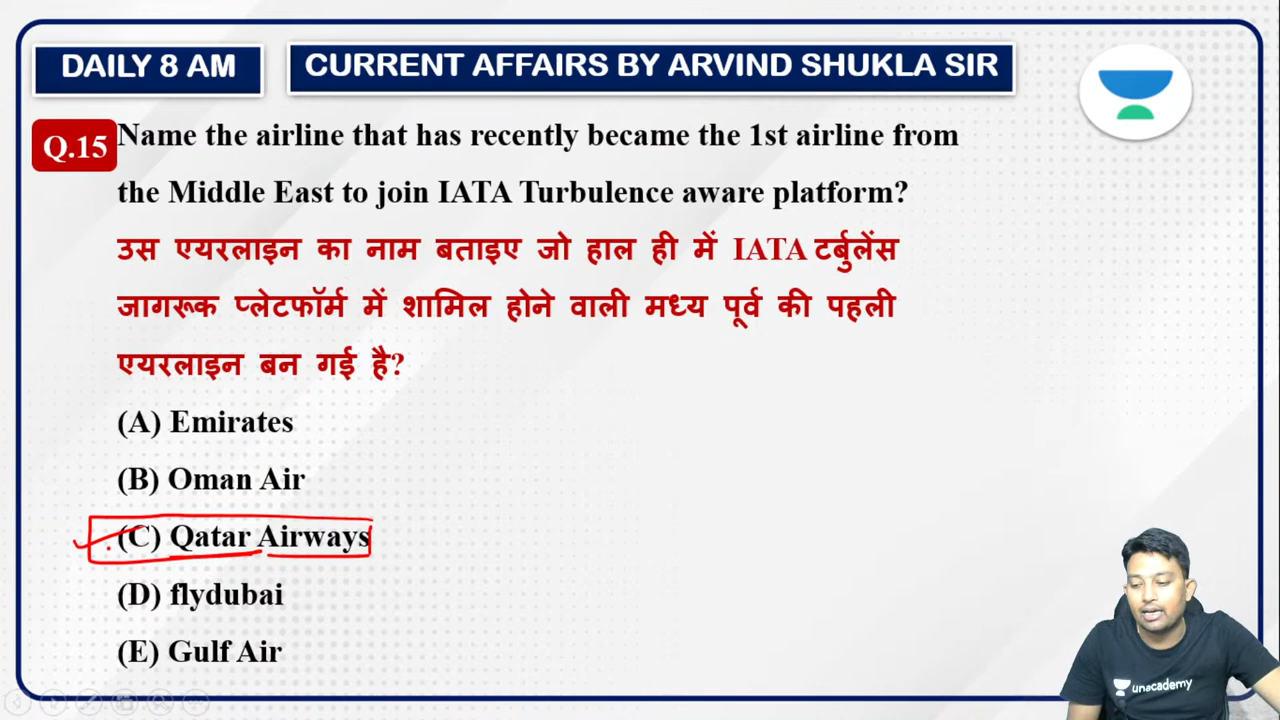 DAILY 8 AM
CURRENT AFFAIRS BY ARVIND SHUKLA SIR
Q.15
Name the airline that has recently became the 1st airline from
the Middle East to join IATA Turbulence aware platform?
उस एयरलाइन का नाम बताइए जो हाल ही में IATA टर्बुलेंस
जागरूक प्लेटफॉर्म में शामिल होने वाली मध्य पूर्व की पहली
एयरलाइन बन गई है?
(A) Emirates
(B) Oman Air
(C) Qatar Airways
(D) flydubai
(E) Gulf Air
unacademy